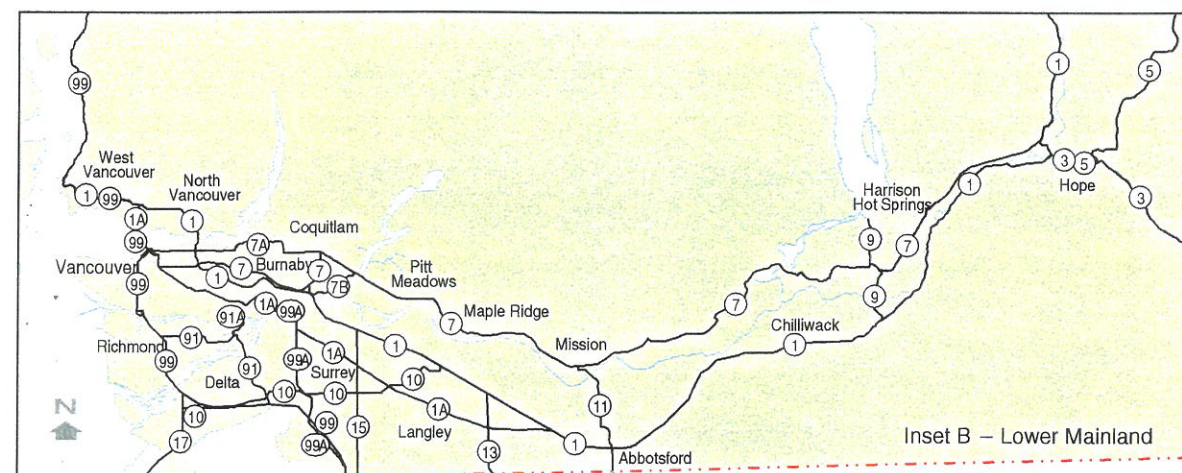 99
1
5
West
Vancouver
North
Vancouver
1
99
1A
1
99
Coquitlam
7A
Vancouver
99
7
Burnaby
7
1
7B
Pitt
Meadows
Harrison
Hot Springs
9
7
1
3
5
Hope
3
1A
99A
91A
7
Maple Ridge
7
9
Chilliwack
1
Richmond
91
99
91
99A
1A
1
Mission
Delta
Surrey
10
10
10
10
17
99
99A
15
1A
Langley
13
11
1
Abbotsford
N
Inset B – Lower Mainland